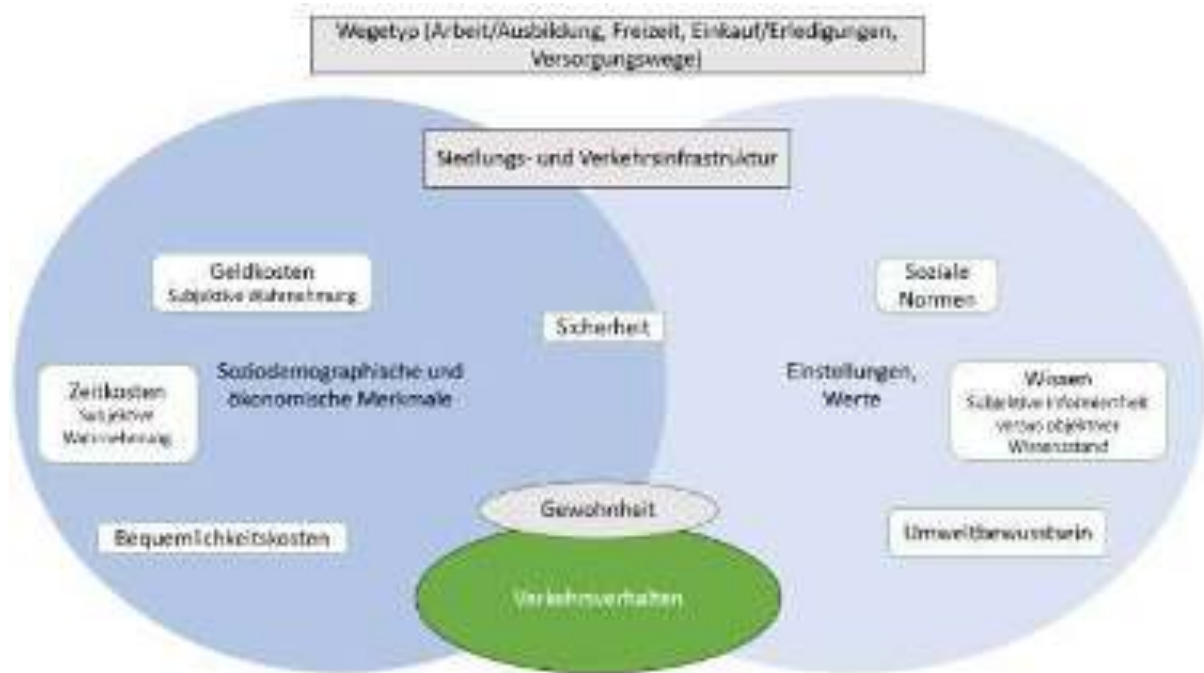 Wegetyp (Arbeit/Ausbildung, Freizeit, Einkauf/Erledigungen,
Versorgungswege)
Siedlungs- und Verkehrsinfrastruktur
Geldkosten
Subjektive Wahrnehmung
Soziale
Normen
Sicherheit
Zeitkosten
Subjektive
Wahrnehmung
Soziodemographische und
ökonomische Merkmale
Einstellungen,
Werte
Wissen
Subjektive Informiertheit
versus objektiver
Wissensstand
Gewohnheit
Bequemlichkeitskosten
Umweltbewusstsein
Verkehrsverhalten